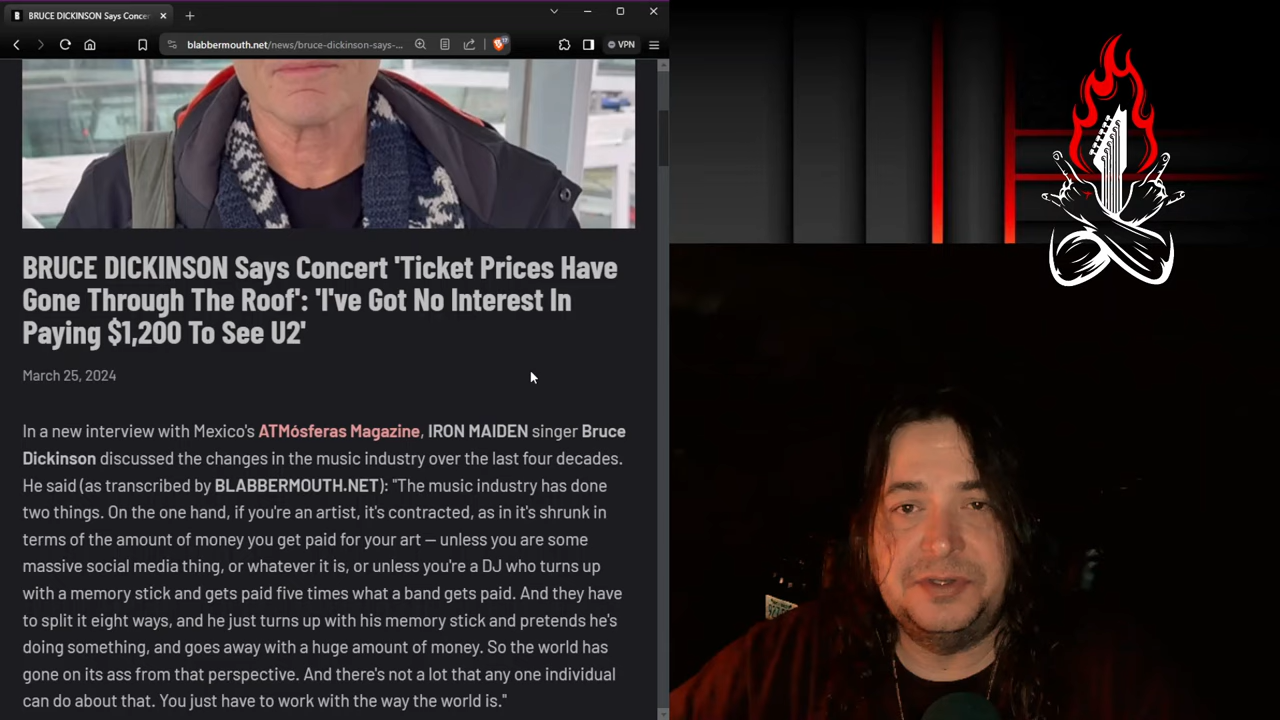 B BRUCE DICKINSON Says Concer
blabbermouth.net/news/bruce-dickinson-says-...
VPN
BRUCE DICKINSON Says Concert 'Ticket Prices Have
Gone Through The Roof': 'I've Got No Interest In
Paying $1,200 To See U2'
March 25, 2024
In a new interview with Mexico's ATMósferas Magazine, IRON MAIDEN singer Bruce
Dickinson discussed the changes in the music industry over the last four decades.
He said (as transcribed by BLABBERMOUTH.NET): "The music industry has done
two things. On the one hand, if you're an artist, it's contracted, as in it's shrunk in
terms of the amount of money you get paid for your art — unless you are some
massive social media thing, or whatever it is, or unless you're a DJ who turns up
with a memory stick and gets paid five times what a band gets paid. And they have
to split it eight ways, and he just turns up with his memory stick and pretends he's
doing something, and goes away with a huge amount of money. So the world has
gone on its ass from that perspective. And there's not a lot that any one individual
can do about that. You just have to work with the way the world is."